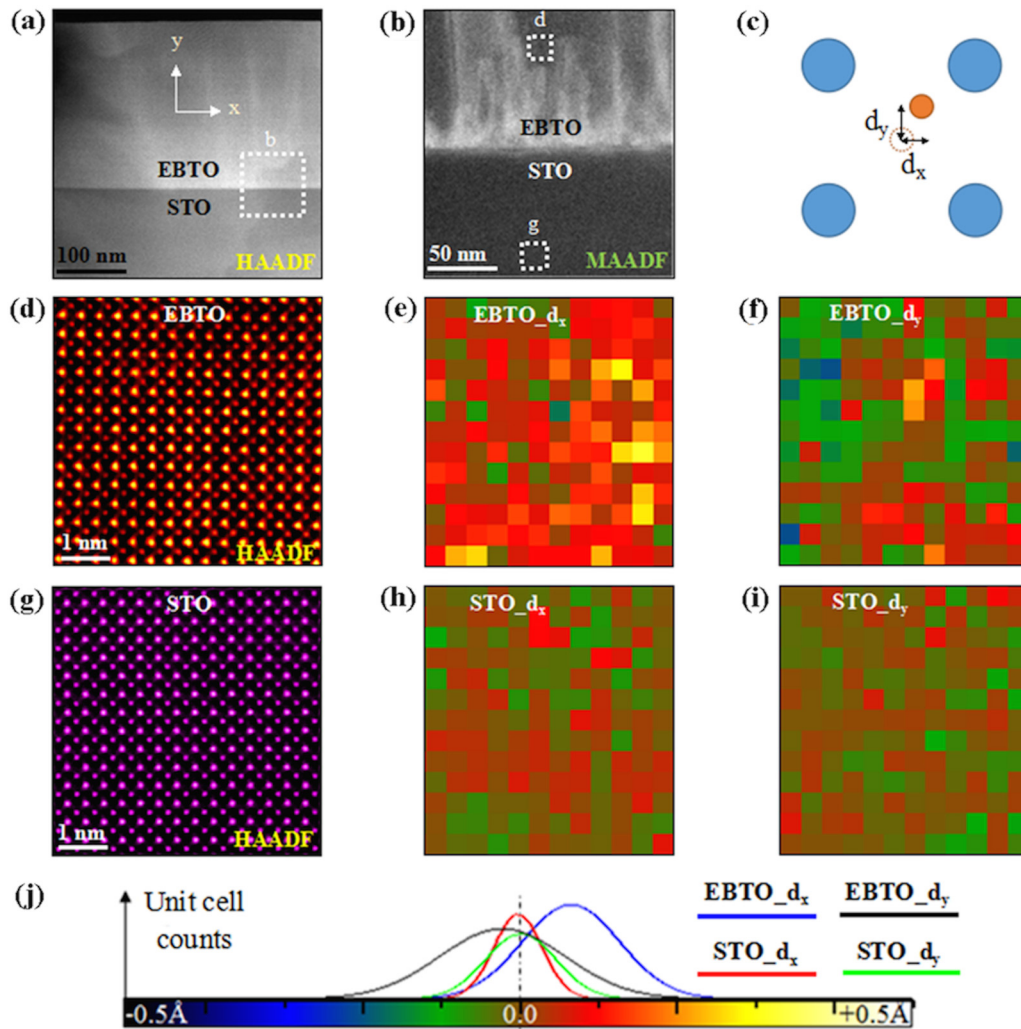 (a)
y
x
b
EBTO
STO
100 nm
HAADF
(b)
d
EBTO
STO
g
50 nm
MAADF
(c)
dy
dx
(d)
EBTO
1 nm
HAADF
(e)
EBTO_dx
(f)
EBTO_dy
(g)
STO
1 nm
HAADF
(h)
STO_dx
(i)
STO_dy
(j)
Unit cell
counts
EBTO_dx
EBTO_dy
STO_dx
STO_dy
-0.5Å
0.0
+0.5Å